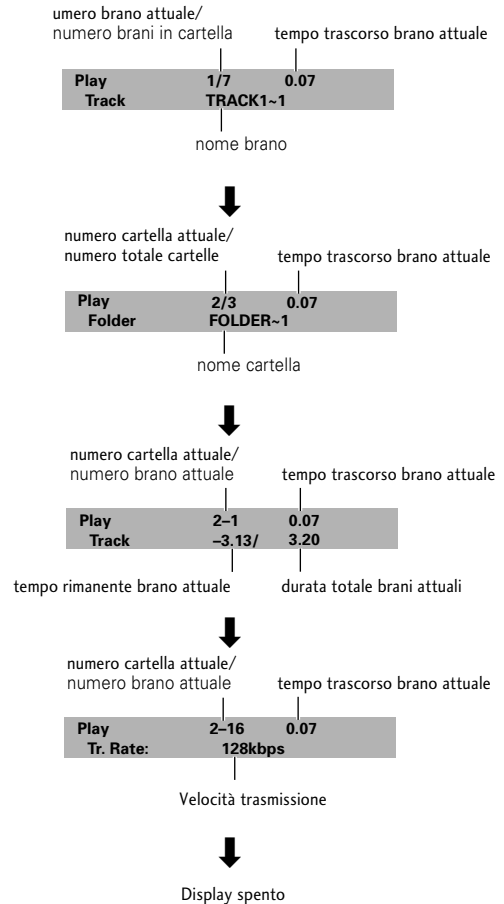 umero brano attuale/
numero brani in cartella tempo trascorso brano attuale
Play 1/7 0.07
Track TRACK1~1
nome brano
numero cartella attuale/
numero totale cartelle tempo trascorso brano attuale
Play 2/3 0.07
Folder FOLDER~1
nome cartella
numero cartella attuale/
numero brano attuale tempo trascorso brano attuale
Play 2–1 0.07
Track –3.13/ 3.20
tempo rimanente brano attuale durata totale brani attuali
numero cartella attuale/
numero brano attuale tempo trascorso brano attuale
Play 2–16 0.07
Tr. Rate: 128kbps
Velocità trasmissione
Display spento